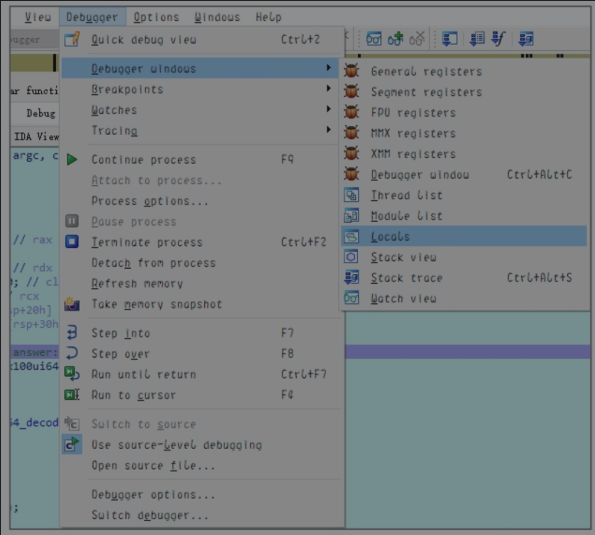 View Debugger Options Windows Help
Quick debug view Ctrl+2
Debugger windows
Breakpoints
Watches
Tracing
Continue process F9
Attach to process...
Process options...
Pause process
Terminate process Ctrl+F2
Detach from process
Refresh memory
Take memory snapshot
Step into F7
Step over F8
Run until return Ctrl+F7
Run to cursor F4
Switch to source
Use source-level debugging
Open source file...
Debugger options...
Switch debugger...
General registers
Segment registers
FPU registers
MMX registers
XMM registers
Debugger window Ctrl+Alt+C
Thread list
Module list
Locals
Stack view
Stack trace Ctrl+Alt+S
Watch view
ugger
ar functi
Debug
IDA View
argc, c
// rax
// rdx
; // cl
rcx
sp+20h]
rsp+30h
answer:
100ui64
4_decod
;